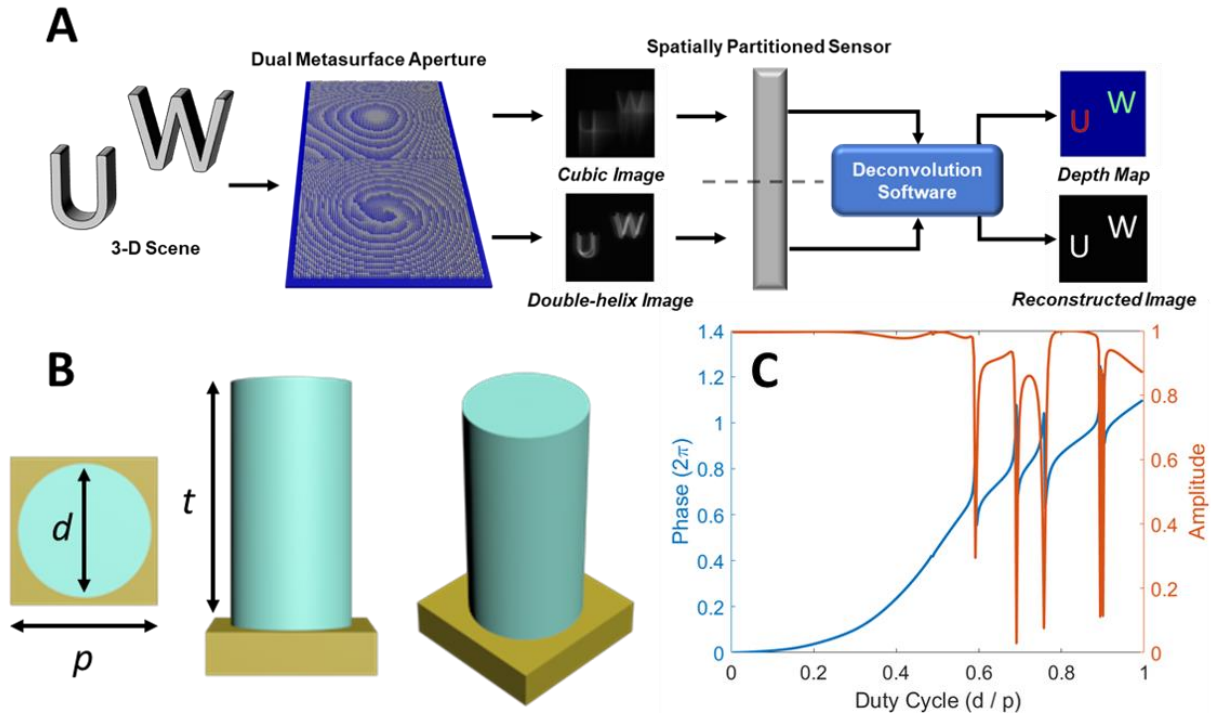 A
Dual Metasurface Aperture
Spatially Partitioned Sensor
U W
3-D Scene
U W
Cubic Image
U W
Double-helix Image
Deconvolution
Software
U W
Depth Map
U W
Reconstructed Image
B
d
p
t
C
1.4
1.2
1
0.8
0.6
0.4
0.2
0
Phase (2π)
0
0.2
0.4
0.6
0.8
1
Duty Cycle (d / p)
1
0.8
0.6
0.4
0.2
0
Amplitude